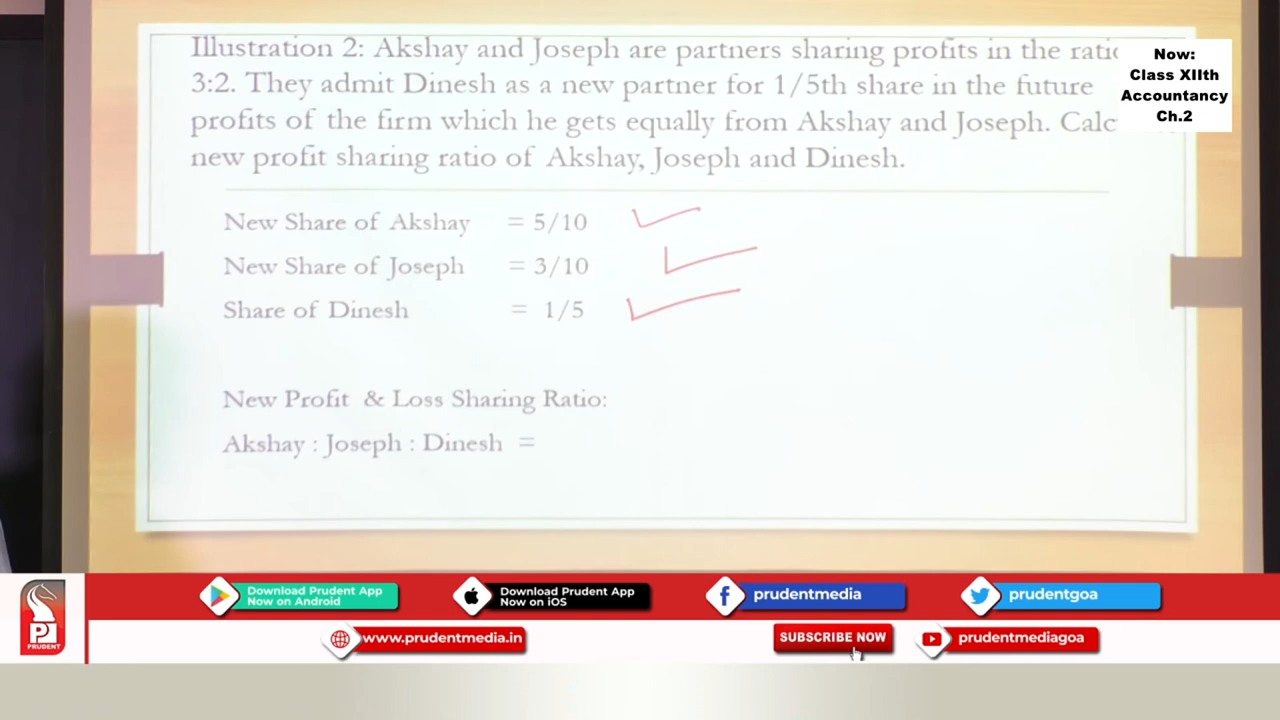 Illustration 2: Akshay and Joseph are partners sharing profits in the
3:2. They admit Dinesh as a new partner for 1/5th share in the future
profits of the firm which he gets equally from Akshay and Joseph.
new profit sharing ratio of Akshay, Joseph and Dinesh.
Now:
Class XIIth
Accountancy
Ch.2
New Share of Akshay = 5/10
New Share of Joseph = 3/10
Share of Dinesh = 1/5
New Profit & Loss Sharing Ratio:
Akshay : Joseph : Dinesh =
Download Prudent App
Now on Android
Download Prudent App
Now on iOS
prudentmedia
prudentgoa
PRUDENT
www.prudentmedia.in
SUBSCRIBE NOW
prudentmediagoa